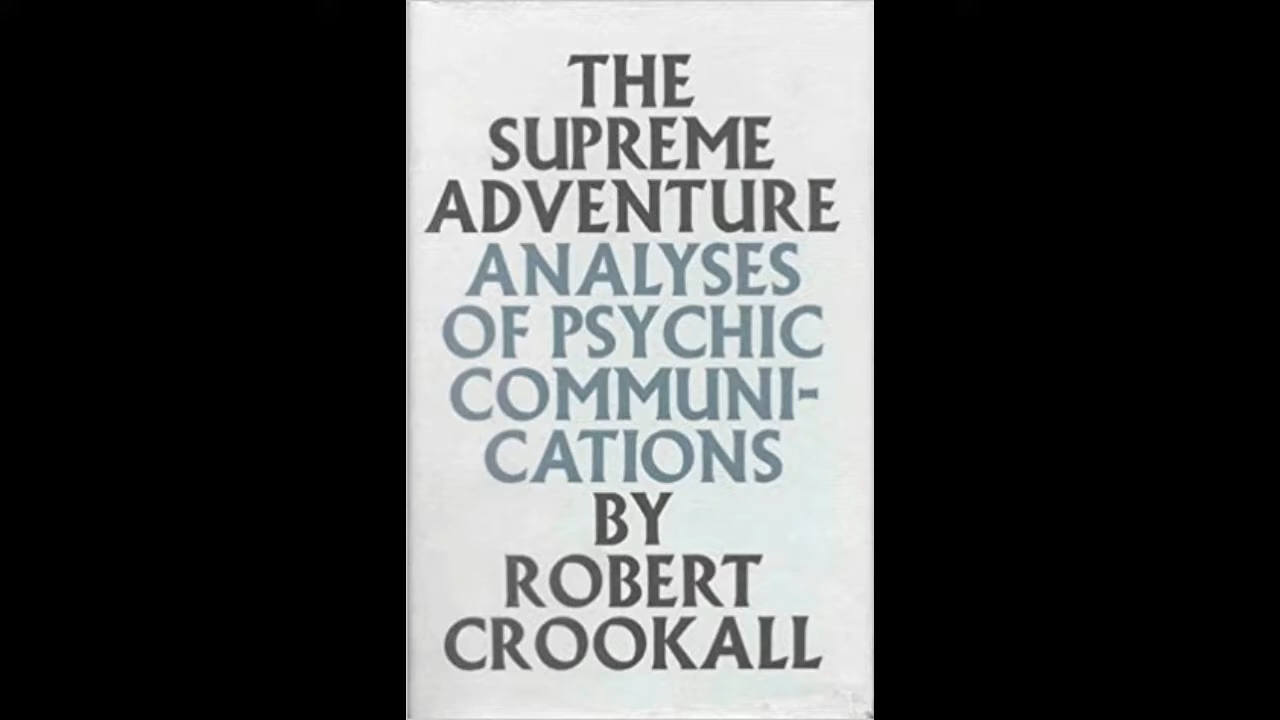 THE
SUPREME
ADVENTURE
ANALYSES
OF PSYCHIC
COMMUNI-
CATIONS
BY
ROBERT
CROOKALL